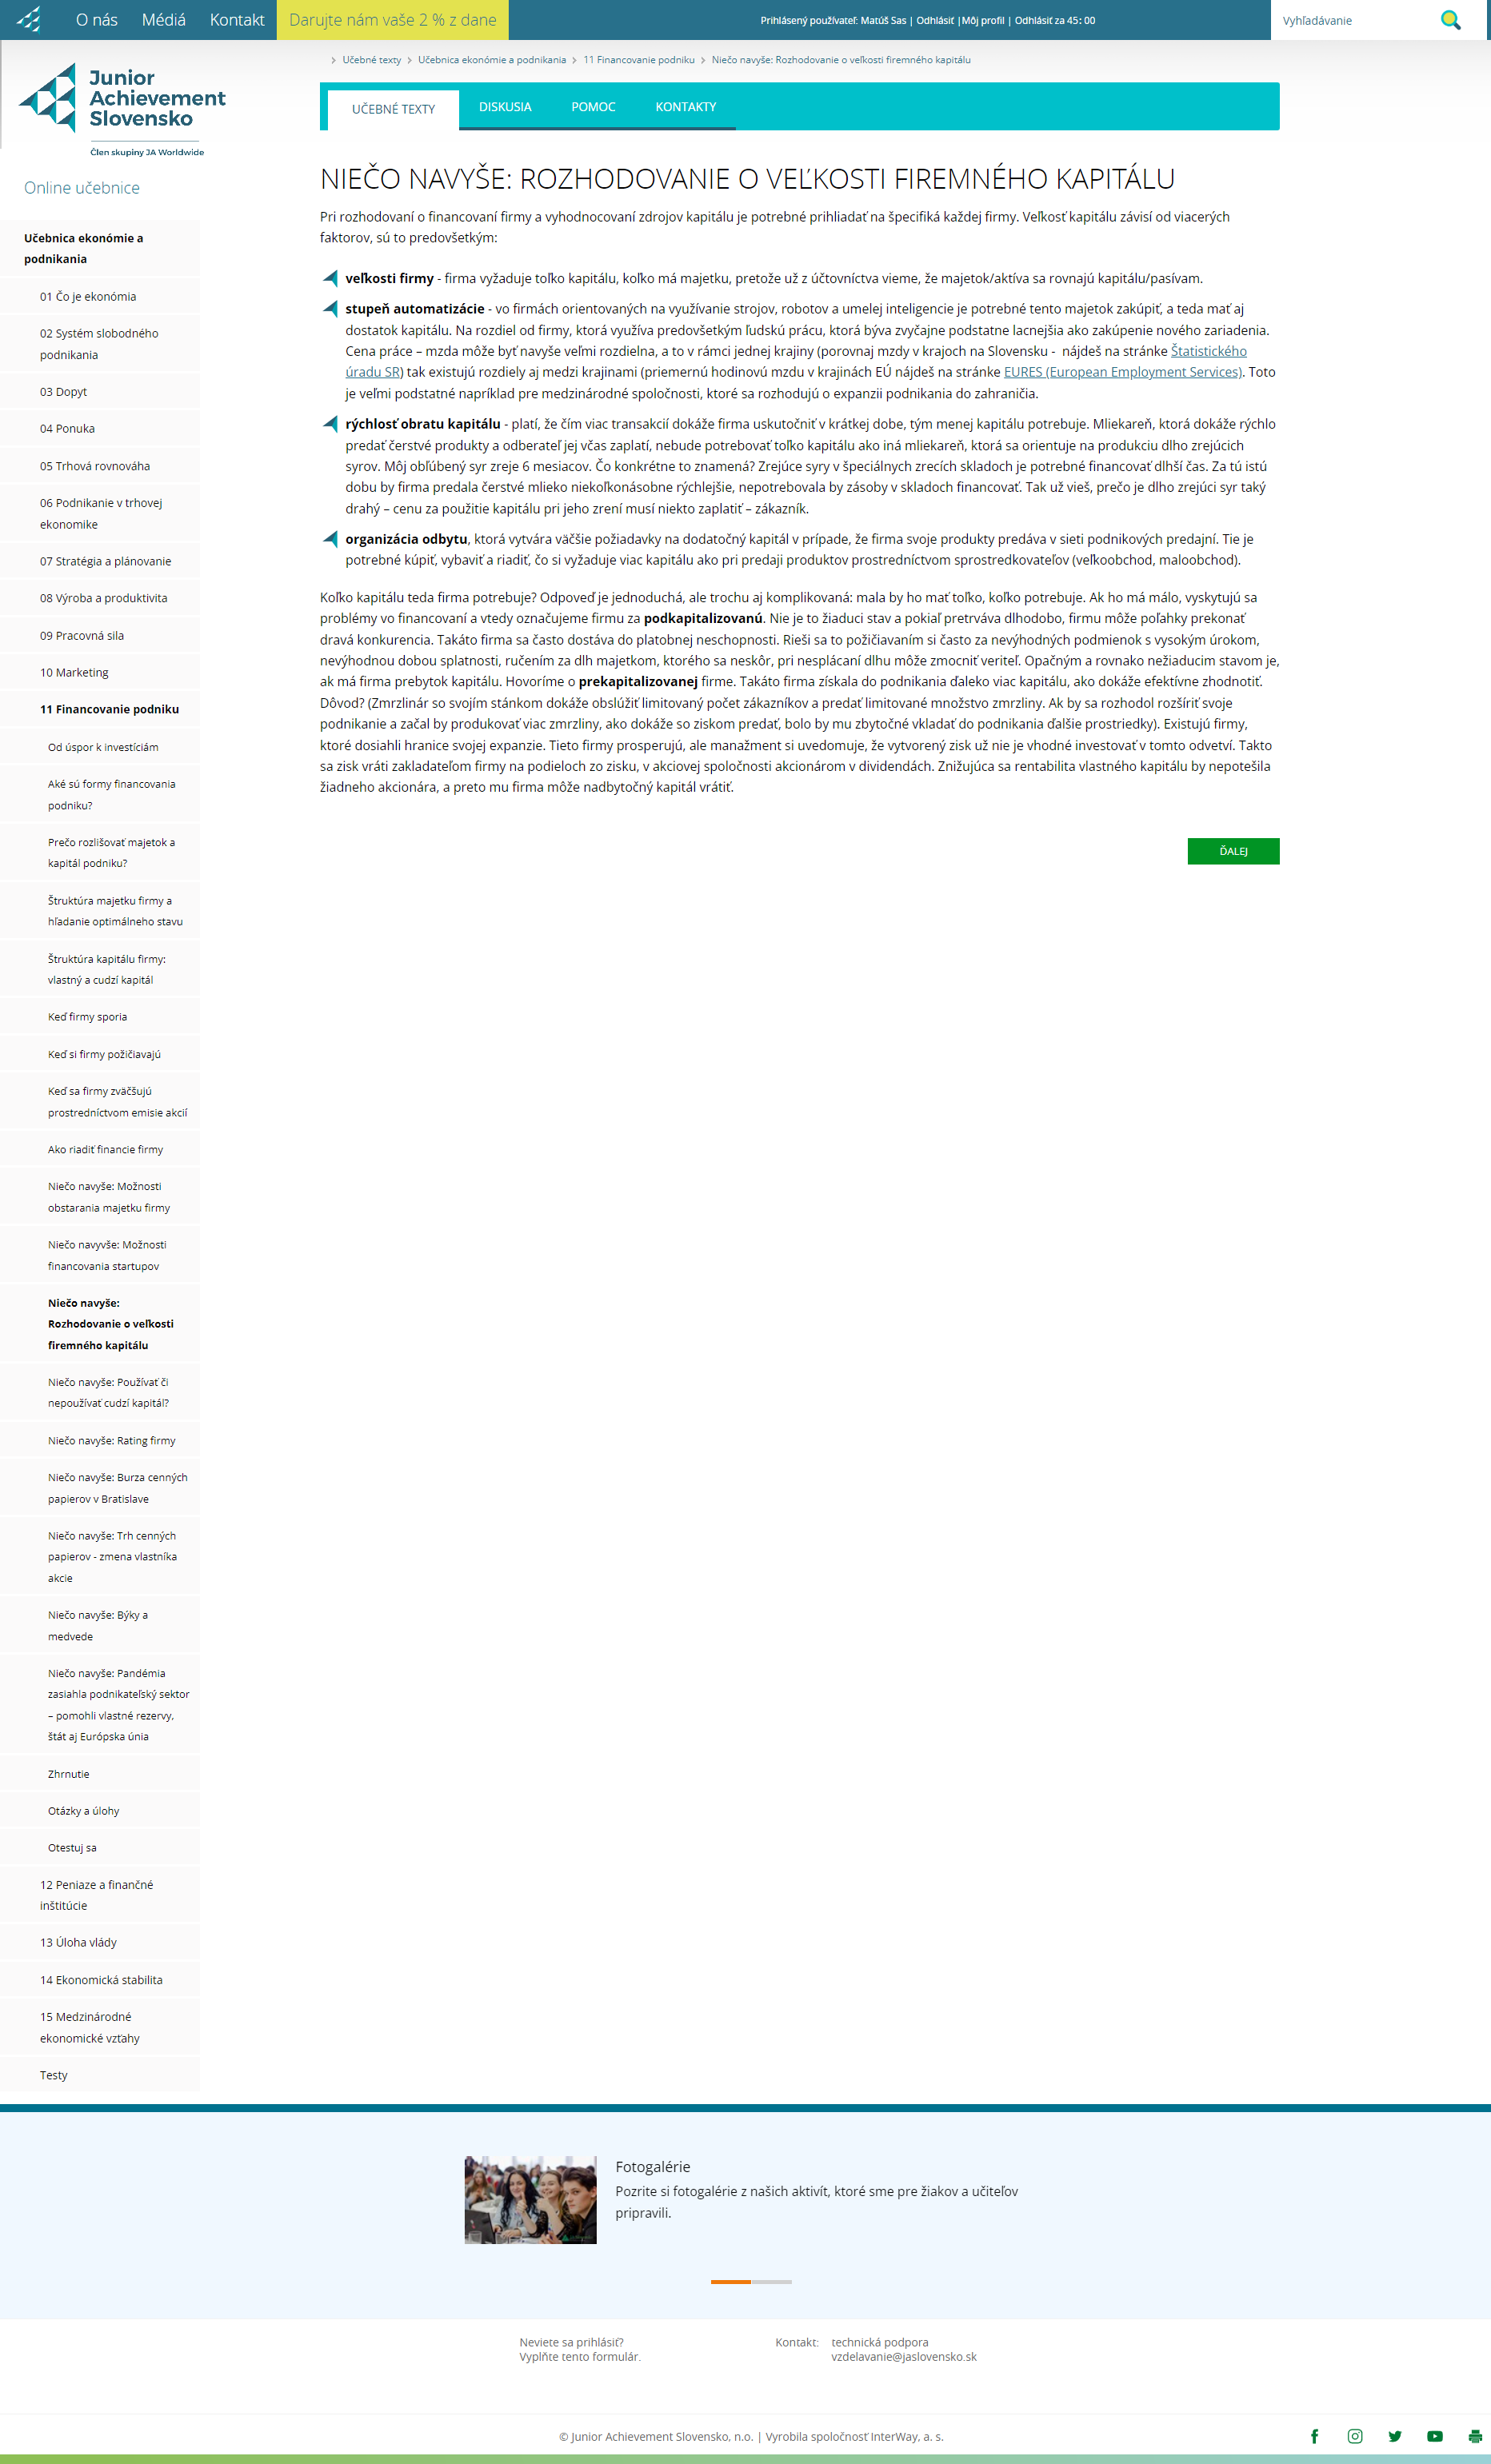 O nás Médiá Kontakt Darujte nám vaše 2 % z dane Prihlásený používateľ: Matúš Sas | Odhlásiť |Môj profil | Odhlásiť za 45: 00 Vyhľadávanie
Junior
Achievement
Slovensko
Člen skupiny JA Worldwide
Učebné texty Učebnica ekonómie a podnikania 11 Financovanie podniku Niečo navyše: Rozhodovanie o veľkosti firemného kapitálu
UČEBNÉ TEXTY DISKUSIA POMOC KONTAKTY
Online učebnice
Učebnica ekonómie a
podnikania
01 Čo je ekonómia
02 Systém slobodného
podnikania
03 Dopyt
04 Ponuka
05 Trhová rovnováha
06 Podnikanie v trhovej
ekonomike
07 Stratégia a plánovanie
08 Výroba a produktivita
09 Pracovná sila
10 Marketing
11 Financovanie podniku
Od úspor k investíciám
Aké sú formy financovania
podniku?
Prečo rozlišovať majetok a
kapitál podniku?
Štruktúra majetku firmy a
hľadanie optimálneho stavu
Štruktúra kapitálu firmy:
vlastný a cudzí kapitál
Keď firmy sporia
Keď si firmy požičiavajú
Keď sa firmy zväčšujú
prostredníctvom emisie akcií
Ako riadiť financie firmy
Niečo navyše: Možnosti
obstarania majetku firmy
Niečo navyvše: Možnosti
financovania startupov
Niečo navyše:
Rozhodovanie o veľkosti
firemného kapitálu
Niečo navyše: Používať či
nepoužívať cudzí kapitál?
Niečo navyše: Rating firmy
Niečo navyše: Burza cenných
papierov v Bratislave
Niečo navyše: Trh cenných
papierov - zmena vlastníka
akcie
Niečo navyše: Býky a
medvede
Niečo navyše: Pandémia
zasiahla podnikateľský sektor
– pomohli vlastné rezervy,
štát aj Európska únia
Zhrnutie
Otázky a úlohy
Otestuj sa
12 Peniaze a finančné
inštitúcie
13 Úloha vlády
14 Ekonomická stabilita
15 Medzinárodné
ekonomické vzťahy
Testy
NIEČO NAVYŠE: ROZHODOVANIE O VEĽKOSTI FIREMNÉHO KAPITÁLU
Pri rozhodovaní o financovaní firmy a vyhodnocovaní zdrojov kapitálu je potrebné prihliadať na špecifiká každej firmy. Veľkosť kapitálu závisí od viacerých
faktorov, sú to predovšetkým:
veľkosti firmy - firma vyžaduje toľko kapitálu, koľko má majetku, pretože už z účtovníctva vieme, že majetok/aktíva sa rovnajú kapitálu/pasívam.
stupeň automatizácie - vo firmách orientovaných na využívanie strojov, robotov a umelej inteligencie je potrebné tento majetok zakúpiť, a teda mať aj
dostatok kapitálu. Na rozdiel od firmy, ktorá využíva predovšetkým ľudskú prácu, ktorá býva zvyčajne podstatne lacnejšia ako zakúpenie nového zariadenia.
Cena práce – mzda môže byť navyše veľmi rozdielna, a to v rámci jednej krajiny (porovnaj mzdy v krajoch na Slovensku - nájdeš na stránke Štatistického
úradu SR) tak existujú rozdiely aj medzi krajinami (priemernú hodinovú mzdu v krajinách EÚ nájdeš na stránke EURES (European Employment Services). Toto
je veľmi podstatné napríklad pre medzinárodné spoločnosti, ktoré sa rozhodujú o expanzii podnikania do zahraničia.
rýchlosť obratu kapitálu - platí, že čím viac transakcií dokáže firma uskutočniť v krátkej dobe, tým menej kapitálu potrebuje. Mliekareň, ktorá dokáže rýchlo
predať čerstvé produkty a odberateľ jej včas zaplatí, nebude potrebovať toľko kapitálu ako iná mliekareň, ktorá sa orientuje na produkciu dlho zrejúcich
syrov. Môj obľúbený syr zreje 6 mesiacov. Čo konkrétne to znamená? Zrejúce syry v špeciálnych zrecích skladoch je potrebné financovať dlhší čas. Za tú istú
dobu by firma predala čerstvé mlieko niekoľkonásobne rýchlejšie, nepotrebovala by zásoby v skladoch financovať. Tak už vieš, prečo je dlho zrejúci syr taký
drahý – cenu za použitie kapitálu pri jeho zrení musí niekto zaplatiť – zákazník.
organizácia odbytu, ktorá vytvára väčšie požiadavky na dodatočný kapitál v prípade, že firma svoje produkty predáva v sieti podnikových predajní. Tie je
potrebné kúpiť, vybaviť a riadiť, čo si vyžaduje viac kapitálu ako pri predaji produktov prostredníctvom sprostredkovateľov (veľkoobchod, maloobchod).
Koľko kapitálu teda firma potrebuje? Odpoveď je jednoduchá, ale trochu aj komplikovaná: mala by ho mať toľko, koľko potrebuje. Ak ho má málo, vyskytujú sa
problémy vo financovaní a vtedy označujeme firmu za podkapitalizovanú. Nie je to žiaduci stav a pokiaľ pretrváva dlhodobo, firmu môže poľahky prekonať
dravá konkurencia. Takáto firma sa často dostáva do platobnej neschopnosti. Rieši sa to požičiavaním si často za nevýhodných podmienok s vysokým úrokom,
nevýhodnou dobou splatnosti, ručením za dlh majetkom, ktorého sa neskôr, pri nesplácaní dlhu môže zmocniť veriteľ. Opačným a rovnako nežiaducim stavom je,
ak má firma prebytok kapitálu. Hovoríme o prekapitalizovanej firme. Takáto firma získala do podnikania ďaleko viac kapitálu, ako dokáže efektívne zhodnotiť.
Dôvod? (Zmrzlinár so svojím stánkom dokáže obslúžiť limitovaný počet zákazníkov a predať limitované množstvo zmrzliny. Ak by sa rozhodol rozšíriť svoje
podnikanie a začal by produkovať viac zmrzliny, ako dokáže so ziskom predať, bolo by mu zbytočné vkladať do podnikania ďalšie prostriedky). Existujú firmy,
ktoré dosiahli hranice svojej expanzie. Tieto firmy prosperujú, ale manažment si uvedomuje, že vytvorený zisk už nie je vhodné investovať v tomto odvetví. Takto
sa zisk vráti zakladateľom firmy na podieloch zo zisku, v akciovej spoločnosti akcionárom v dividendách. Znižujúca sa rentabilita vlastného kapitálu by nepotešila
žiadneho akcionára, a preto mu firma môže nadbytočný kapitál vrátiť.
ĎALEJ
Fotogalérie
Pozrite si fotogalérie z našich aktivít, ktoré sme pre žiakov a učiteľov
pripravili.
Neviete sa prihlásiť? Kontakt: technická podpora
Vyplňte tento formulár. vzdelavanie@jaslovensko.sk
© Junior Achievement Slovensko, n.o. | Vyrobila spoločnosť InterWay, a. s.